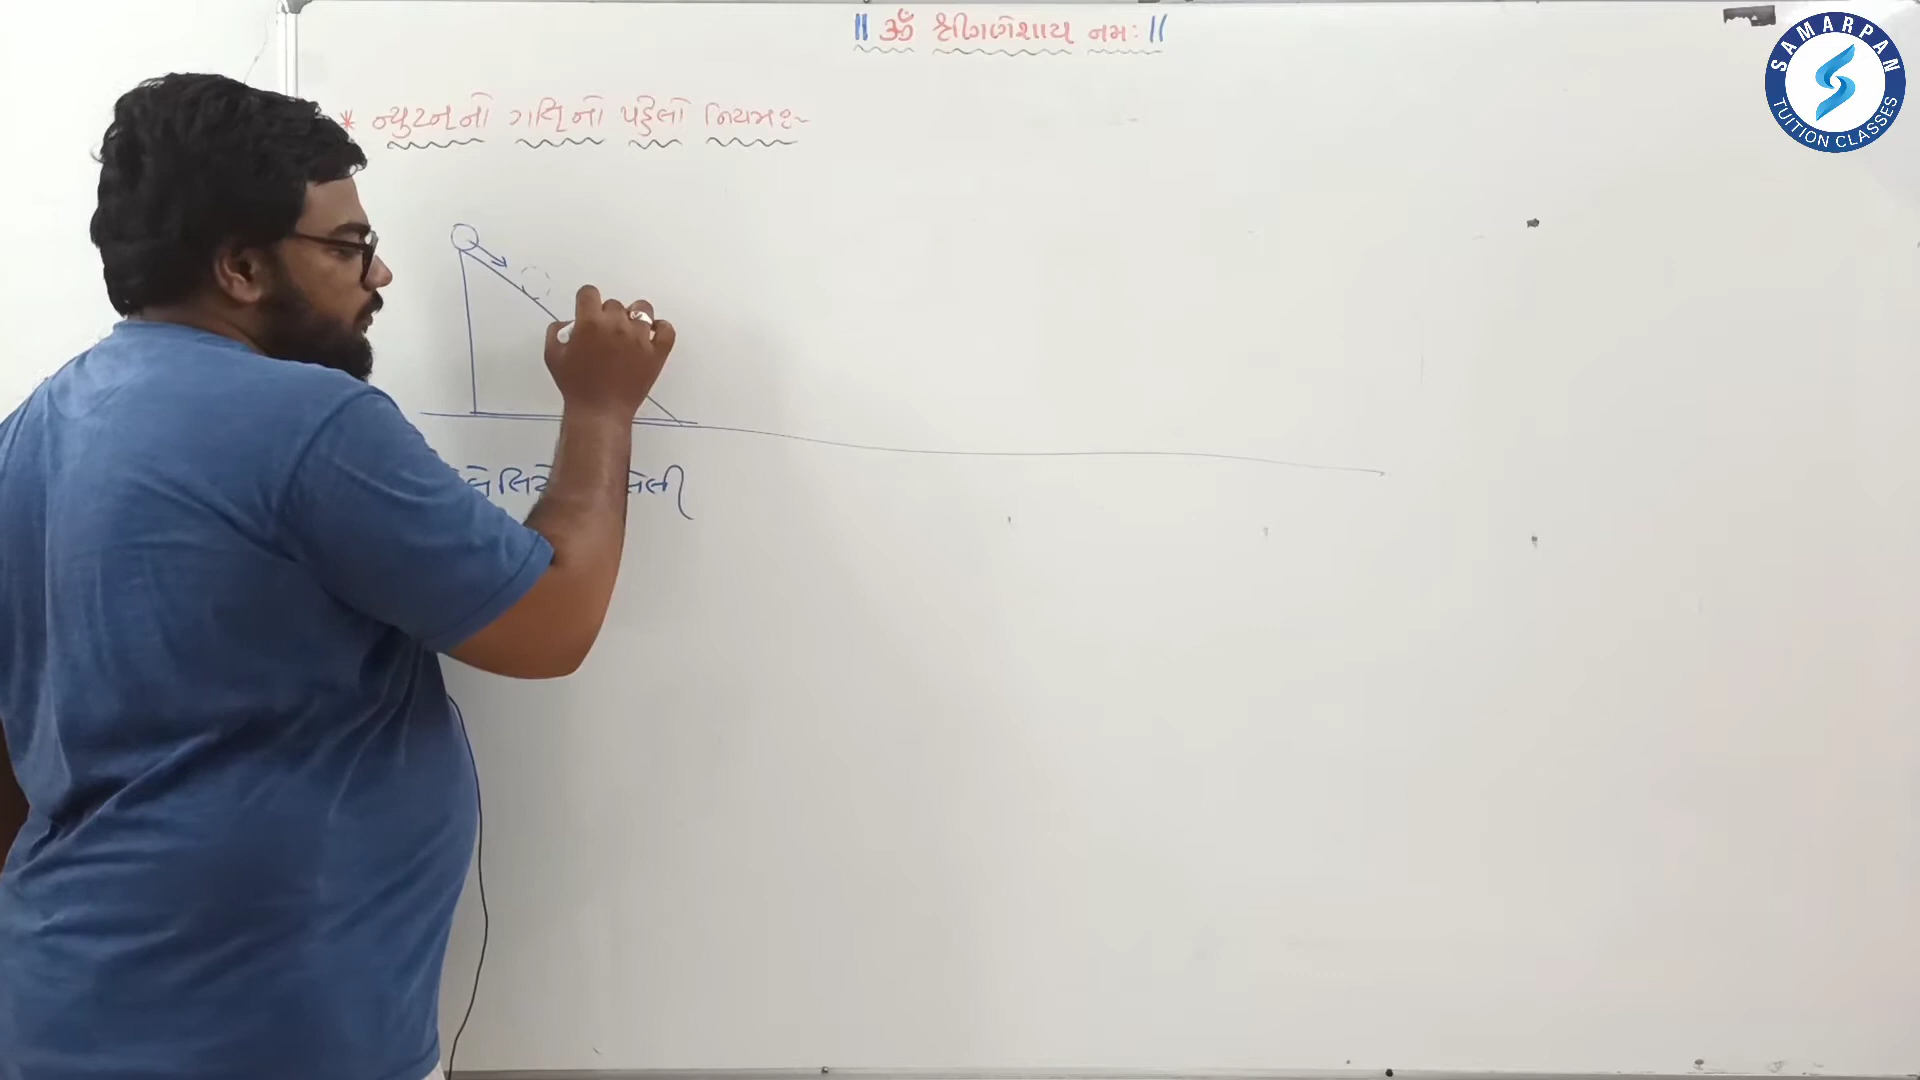 || ૐ શ્રી ગણેશાય નમઃ ||
SAMARPAN
TUITION CLASSES
* ન્યુટનનો ગતિનો પહેલો નિયમ :-